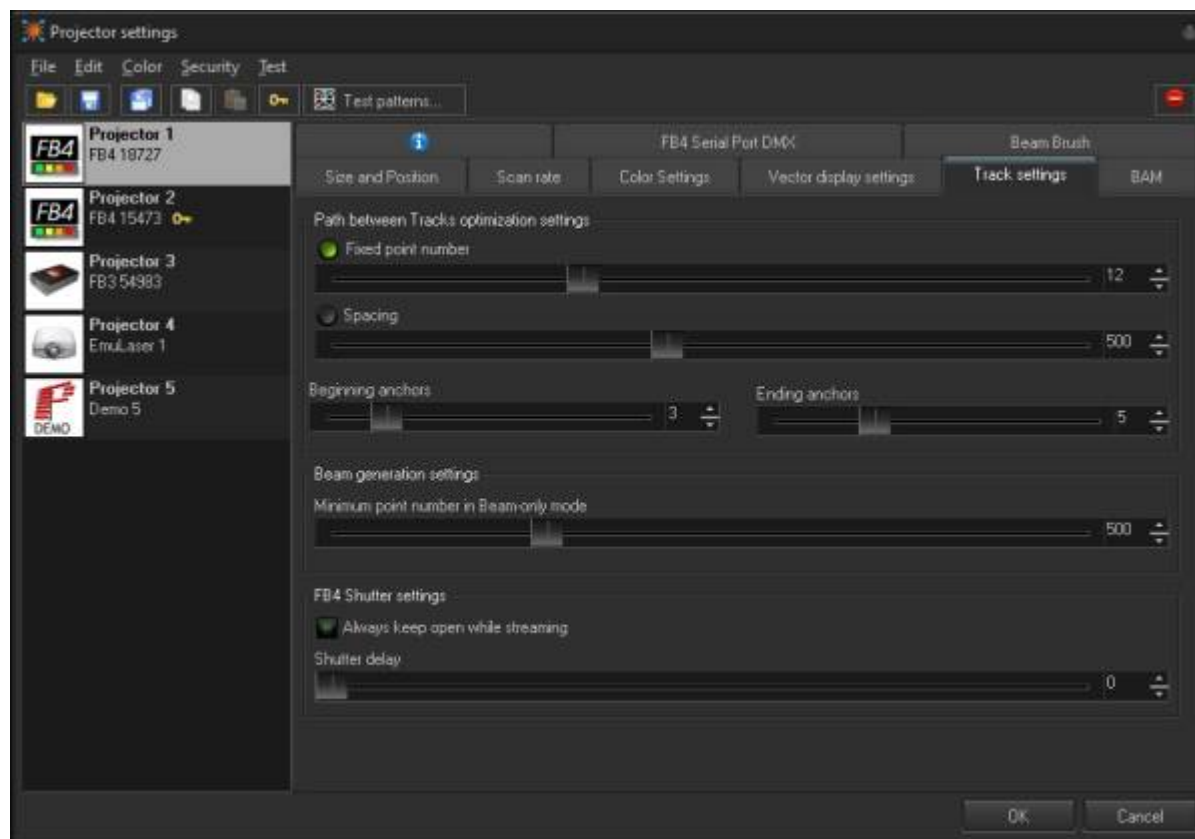 Projector settings
File Edit Color Security Test
Test patterns...
FB4 Projector 1
FB4 18727
FB4 Projector 2
FB4 15473
Projector 3
FB3 54983
Projector 4
EmuLaser 1
Projector 5
Demo 5
DEMO
FB4 Serial Port DMX Beam Brush
Size and Position Scan rate Color Settings Vector display settings Track settings BAM
Path between Tracks optimization settings
Fixed point number
12
Spacing
500
Beginning anchors Ending anchors
3 5
Beam generation settings
Minimum point number in Beam-only mode
500
FB4 Shutter settings
Always keep open while streaming
Shutter delay
0
OK Cancel